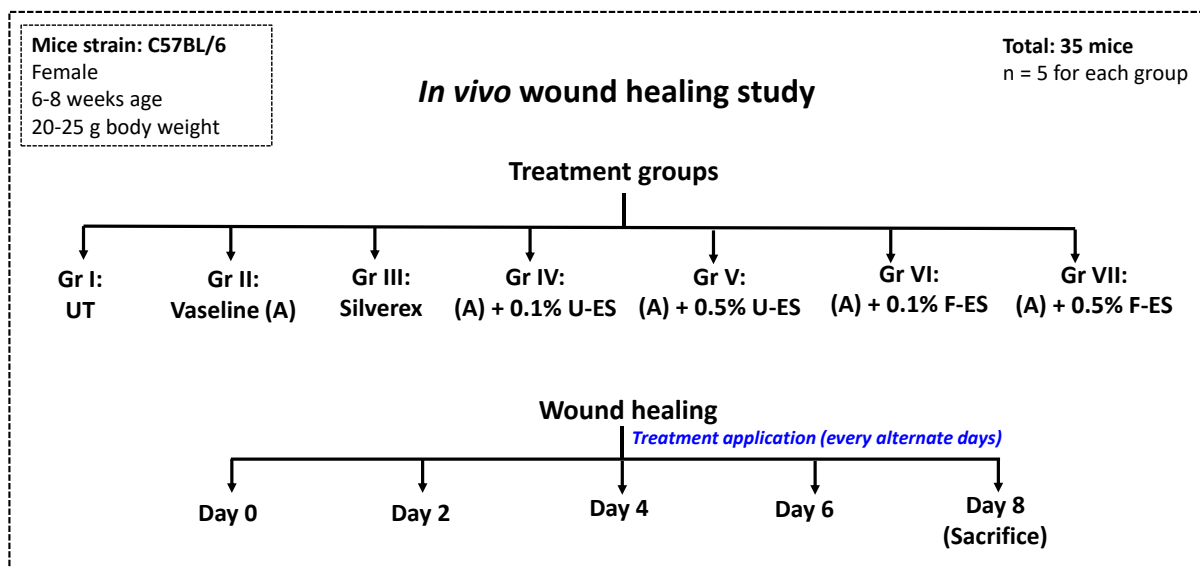 Mice strain: C57BL/6
Female
6-8 weeks age
20-25 g body weight
Total: 35 mice
n = 5 for each group
In vivo wound healing study
Treatment groups
Gr I:
UT
Gr II:
Vaseline (A)
Gr III:
Silverex
Gr IV:
(A) + 0.1% U-ES
Gr V:
(A) + 0.5% U-ES
Gr VI:
(A) + 0.1% F-ES
Gr VII:
(A) + 0.5% F-ES
Wound healing
Treatment application (every alternate days)
Day 0
Day 2
Day 4
Day 6
Day 8
(Sacrifice)